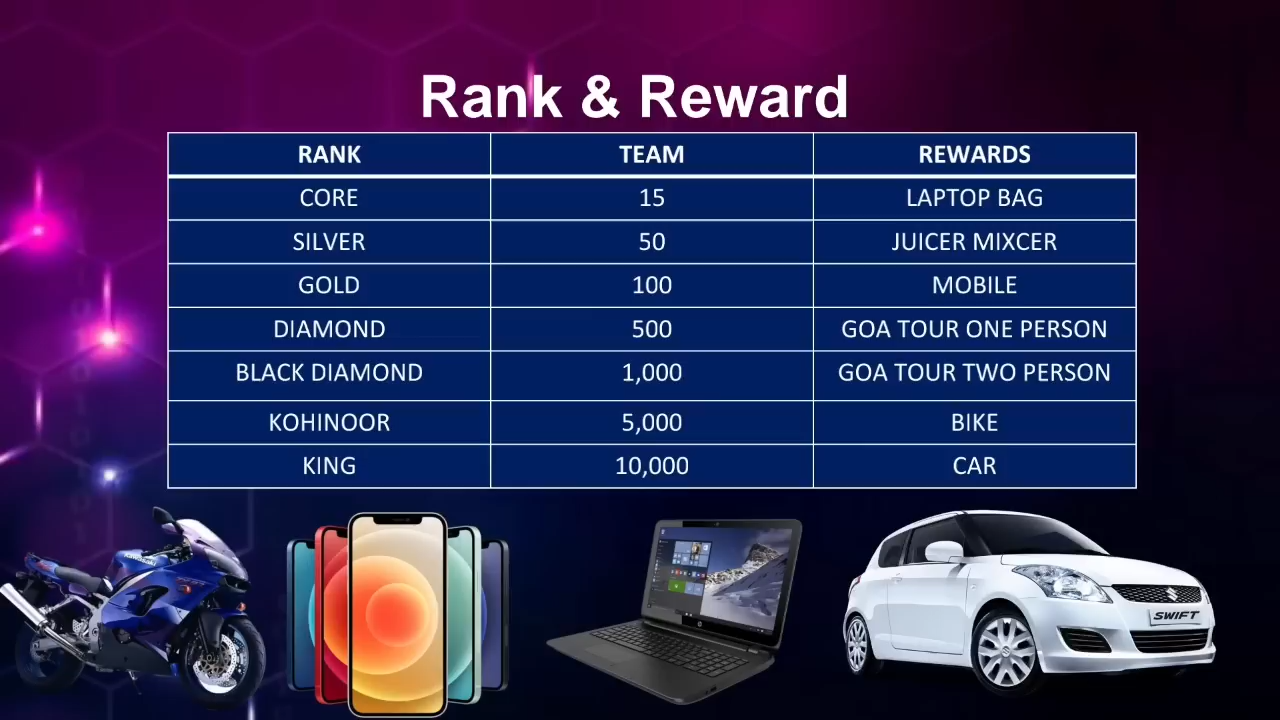 Rank & Reward
RANK TEAM REWARDS
CORE 15 LAPTOP BAG
SILVER 50 JUICER MIXCER
GOLD 100 MOBILE
DIAMOND 500 GOA TOUR ONE PERSON
BLACK DIAMOND 1,000 GOA TOUR TWO PERSON
KOHINOOR 5,000 BIKE
KING 10,000 CAR
SWIFT